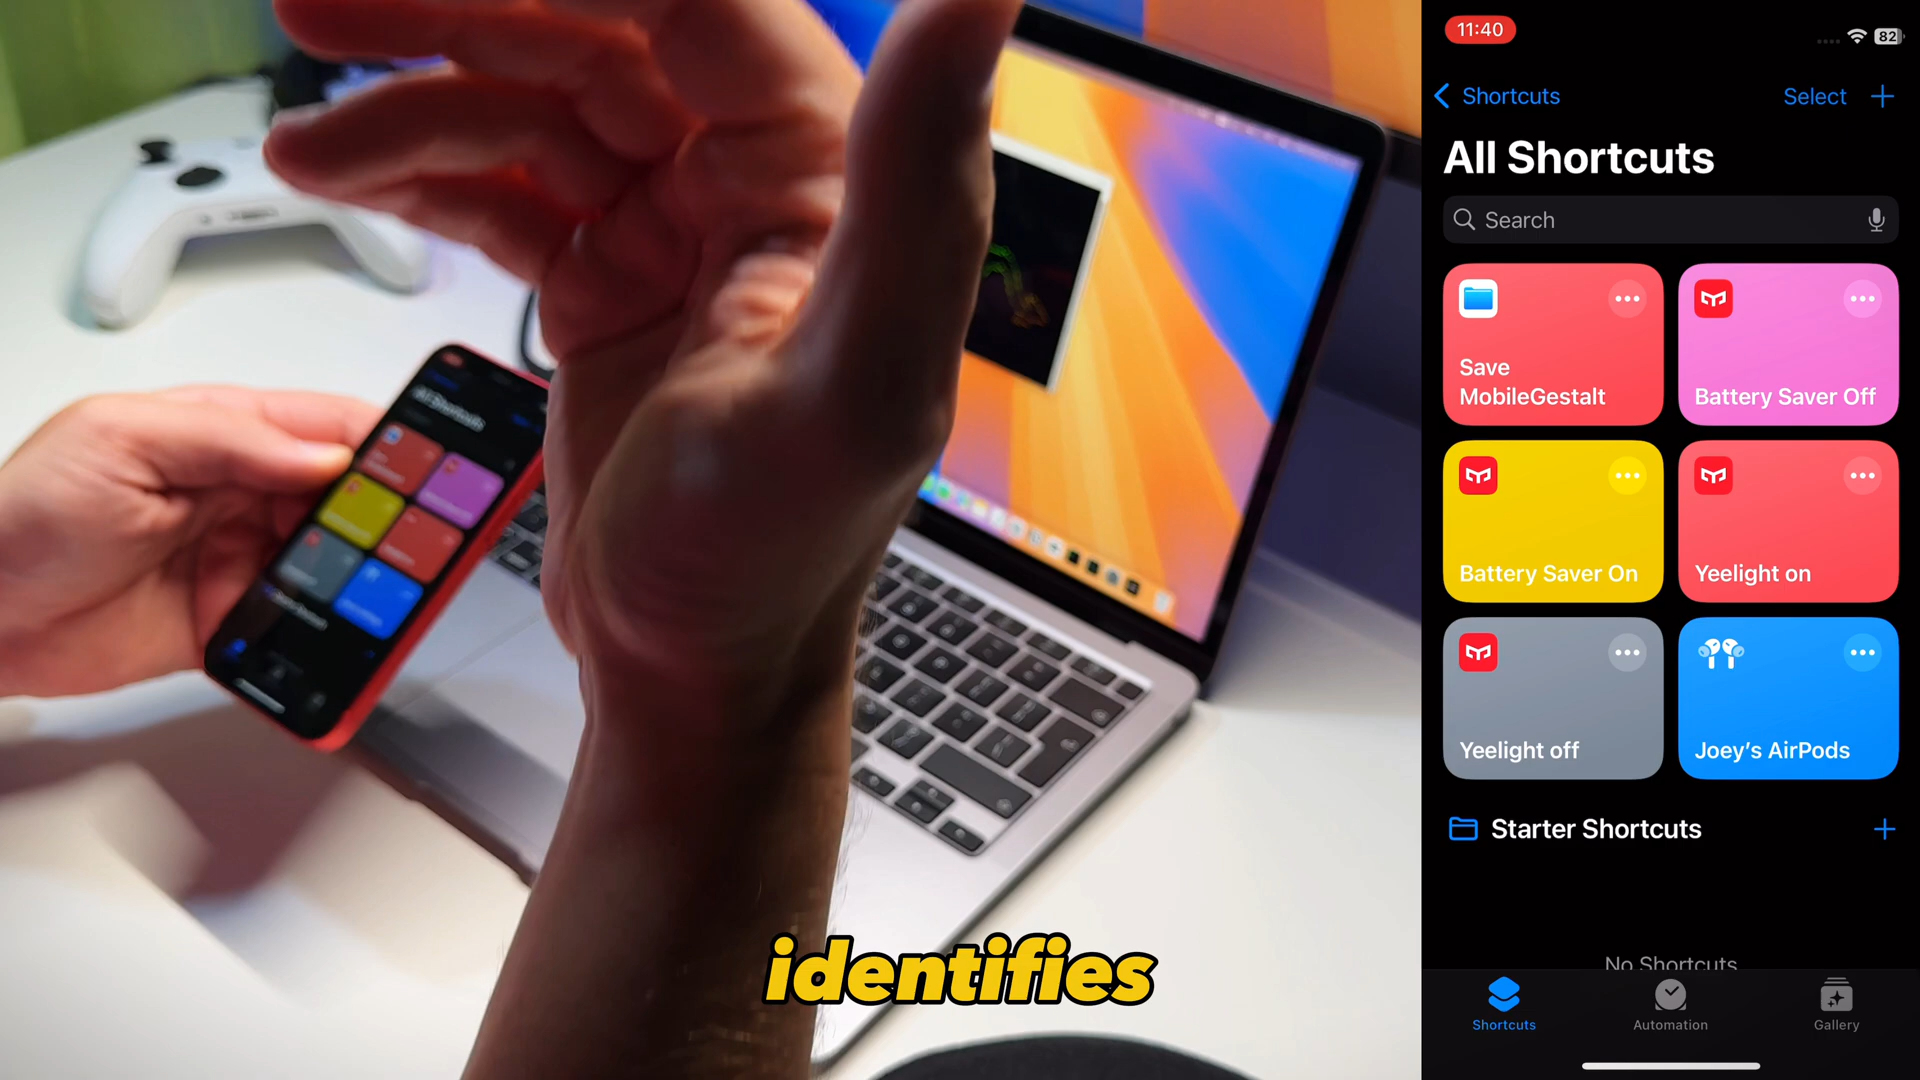 11:40
82
Shortcuts
Select
All Shortcuts
Search
Save
MobileGestalt
Battery Saver Off
Battery Saver On
Yeelight on
Yeelight off
Joey's AirPods
Starter Shortcuts
No Shortcuts
Shortcuts
Automation
Gallery
identifies